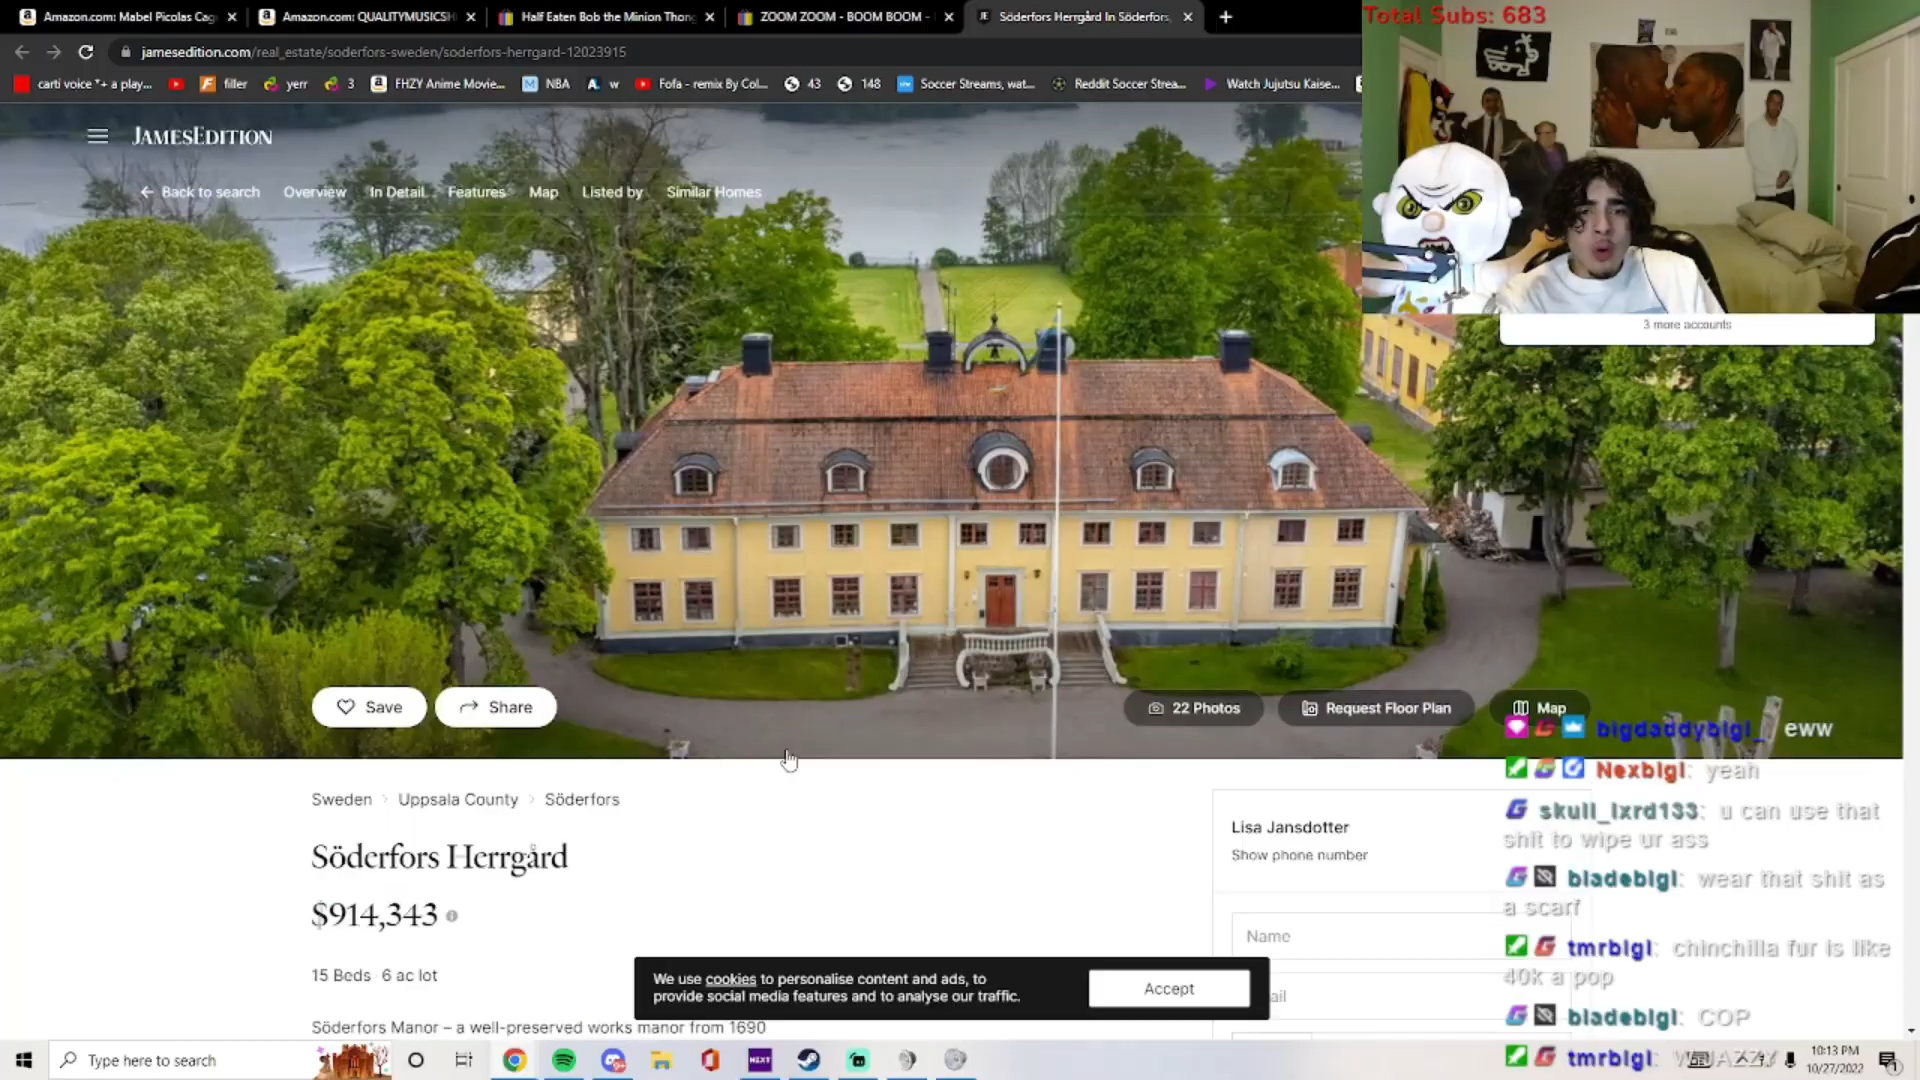 Amazon.com: Mabel Picolas Cag
Amazon.com: QUALITYMUSICSH
Half Eaten Bob the Minion Thong
ZOOM ZOOM - BOOM BOOM -
Söderfors Herrgård In Söderfors,
Total Subs: 683
jamesedition.com/real_estate/soderfors-sweden/soderfors-herrgard-12023915
carti voice *+ a play...
filler
yerr
3
FHZY Anime Movie...
NBA
w
Fofa - remix By Col...
43
148
Soccer Streams, wat...
Reddit Soccer Strea...
Watch Jujutsu Kaise...
JAMESEDITION
Back to search
Overview
In Detail
Features
Map
Listed by
Similar Homes
3 more accounts
Save
Share
22 Photos
Request Floor Plan
Map
bigdaddyblgl_ eww
Nexblgl: yeah
skull_lxrd133: u can use that
shit to wipe ur ass
bladeblgl: wear that shit as
a scarf
tmrblgl: chinchilla fur is like
40k a pop
bladeblgl: COP
tmrblgl:
Sweden
Uppsala County
Söderfors
Söderfors Herrgård
$914,343
15 Beds 6 ac lot
Söderfors Manor – a well-preserved works manor from 1690
Lisa Jansdotter
Show phone number
Name
ail
We use cookies to personalise content and ads, to
provide social media features and to analyse our traffic.
Accept
Type here to search
NEXT
10:13 PM
10/27/2022